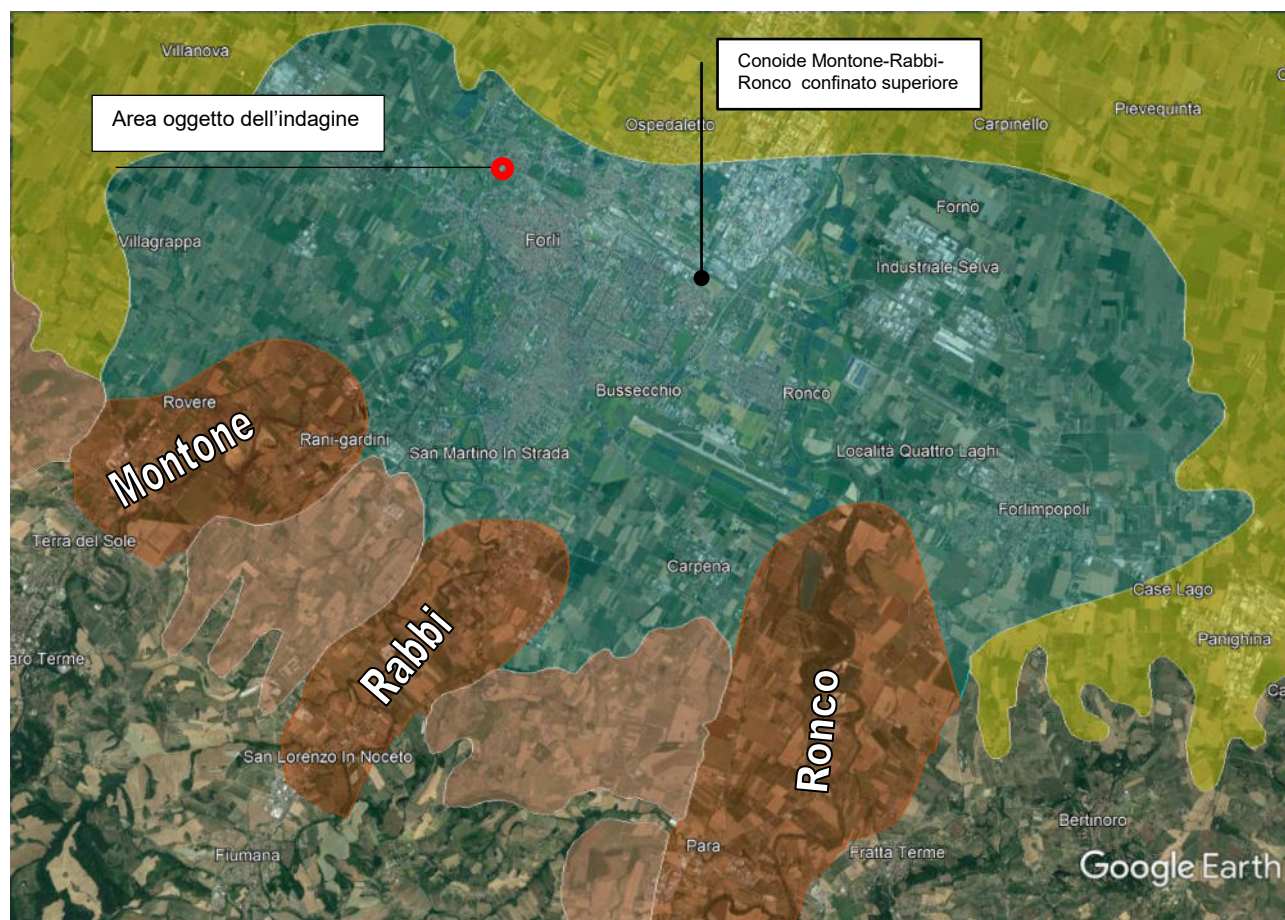 Villanova
Conoide Montone-Rabbi-
Ronco confinato superiore
Area oggetto dell'indagine
Ospedaletto
Carpinello
Pievequinta
Villagrappa
Forlì
Fornò
Industriale Selva
Bussecchio
Ronco
Rovere
Montone
Rani-gardini
San Martino In Strada
Località Quattro Laghi
Forlimpopoli
Terra del Sole
Carpena
Case Lago
Panighina
aro Terme
Rabbi
Ronco
San Lorenzo In Noceto
Bertinoro
Para
Fratta Terme
Fiumana
Google Earth